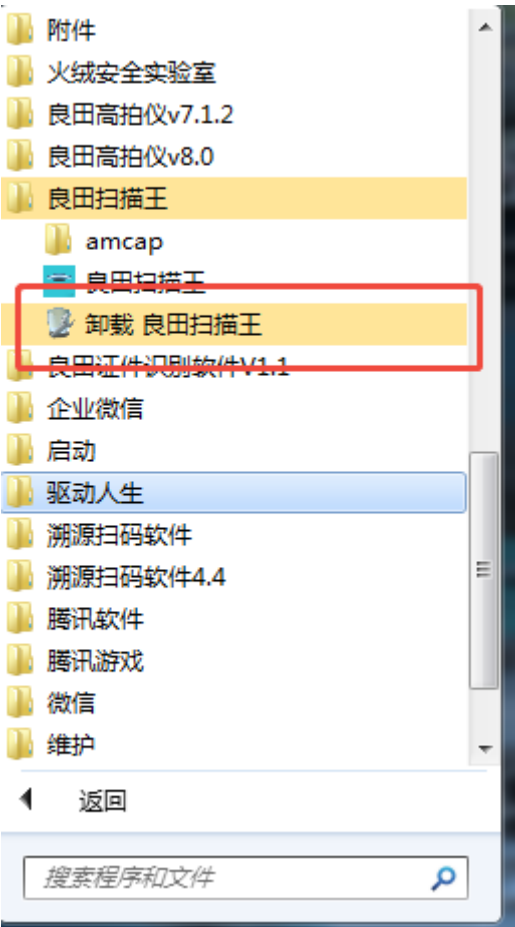 附件
火绒安全实验室
良田高拍仪v7.1.2
良田高拍仪v8.0
良田扫描王
amcap
良田扫描王
卸载 良田扫描王
良田证件识别软件V1.1
企业微信
启动
驱动人生
溯源扫码软件
溯源扫码软件4.4
腾讯软件
腾讯游戏
微信
维护
返回
搜索程序和文件